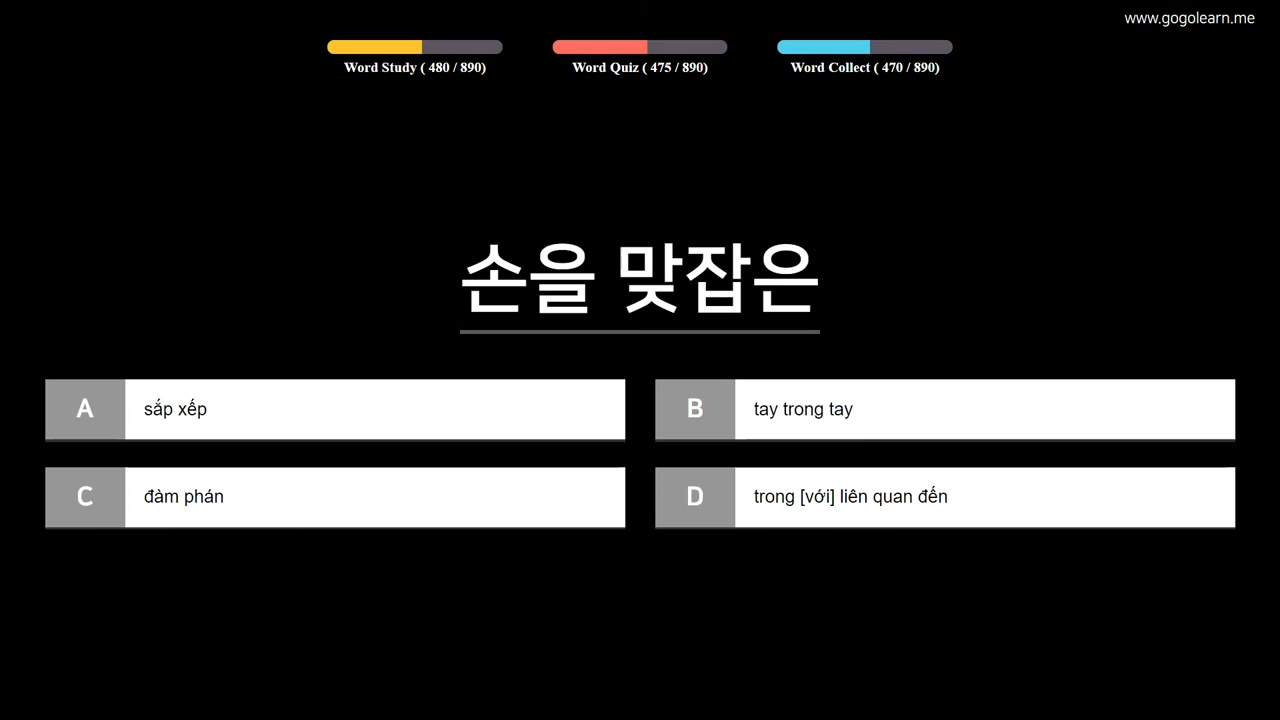 www.gogolearn.me
Word Study ( 480 / 890)
Word Quiz ( 475 / 890)
Word Collect ( 470 / 890)
손을 맞잡은
A sắp xếp
B tay trong tay
C đàm phán
D trong [với] liên quan đến